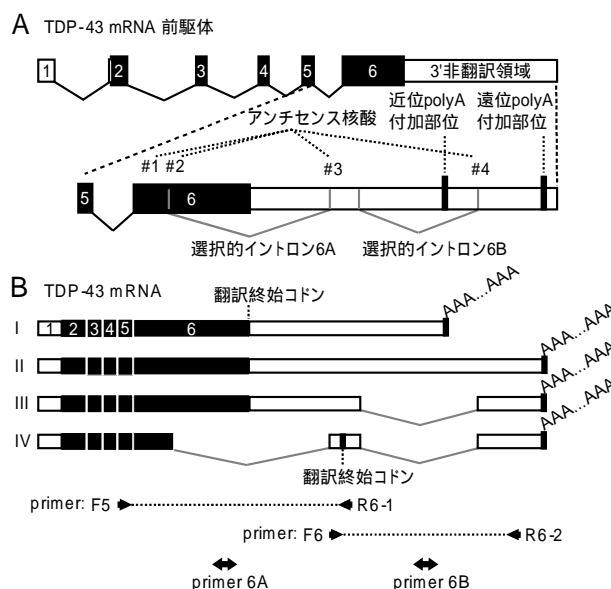 A TDP-43 mRNA 前駆体
1 2 3 4 5 6 3'非翻訳領域
アンチセンス核酸
近位polyA
付加部位
遠位polyA
付加部位
#1 #2 #3 #4
5 6
選択的イントロン6A 選択的イントロン6B
B TDP-43 mRNA
翻訳終始コドン
AAA...AAA
I 1 2 3 4 5 6
AAA...AAA
II
AAA...AAA
III
AAA...AAA
IV
翻訳終始コドン
primer: F5 R6-1
primer: F6 R6-2
primer 6A primer 6B